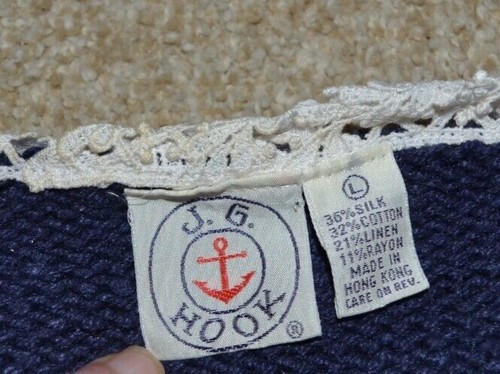 J. G.
HOOK
®
L
36% SILK
32% COTTON
21% LINEN
11% RAYON
MADE IN
HONG KONG
CARE ON REV.